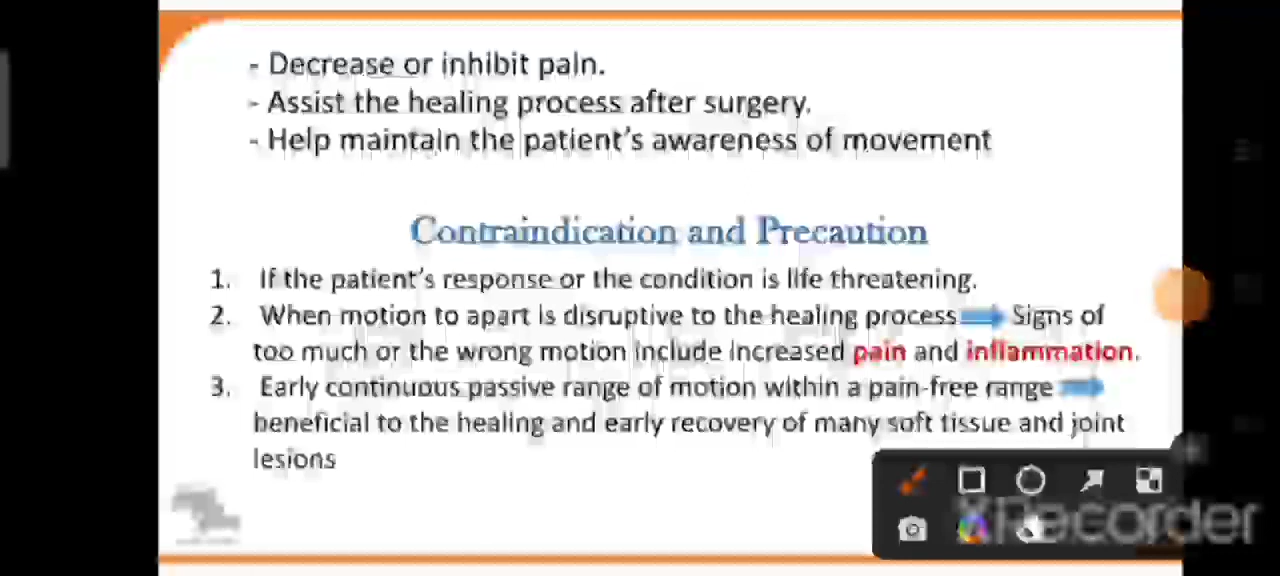 - Decrease or inhibit pain.
- Assist the healing process after surgery.
- Help maintain the patient's awareness of movement
Contraindication and Precaution
1. If the patient's response or the condition is life threatening.
2. When motion to apart is disruptive to the healing process Signs of
too much or the wrong motion include increased pain and inflammation.
3. Early continuous passive range of motion within a pain-free range
beneficial to the healing and early recovery of many soft tissue and joint
lesions
XRecorder